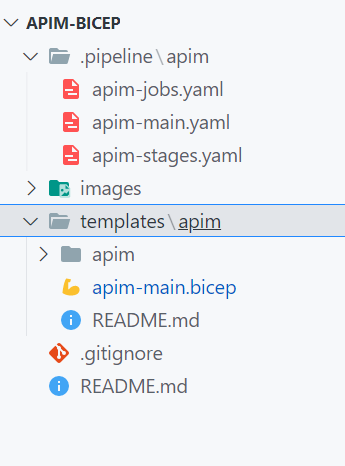 APIM-BICEP
.pipeline\apim
apim-jobs.yaml
apim-main.yaml
apim-stages.yaml
images
templates\apim
apim
apim-main.bicep
README.md
.gitignore
README.md